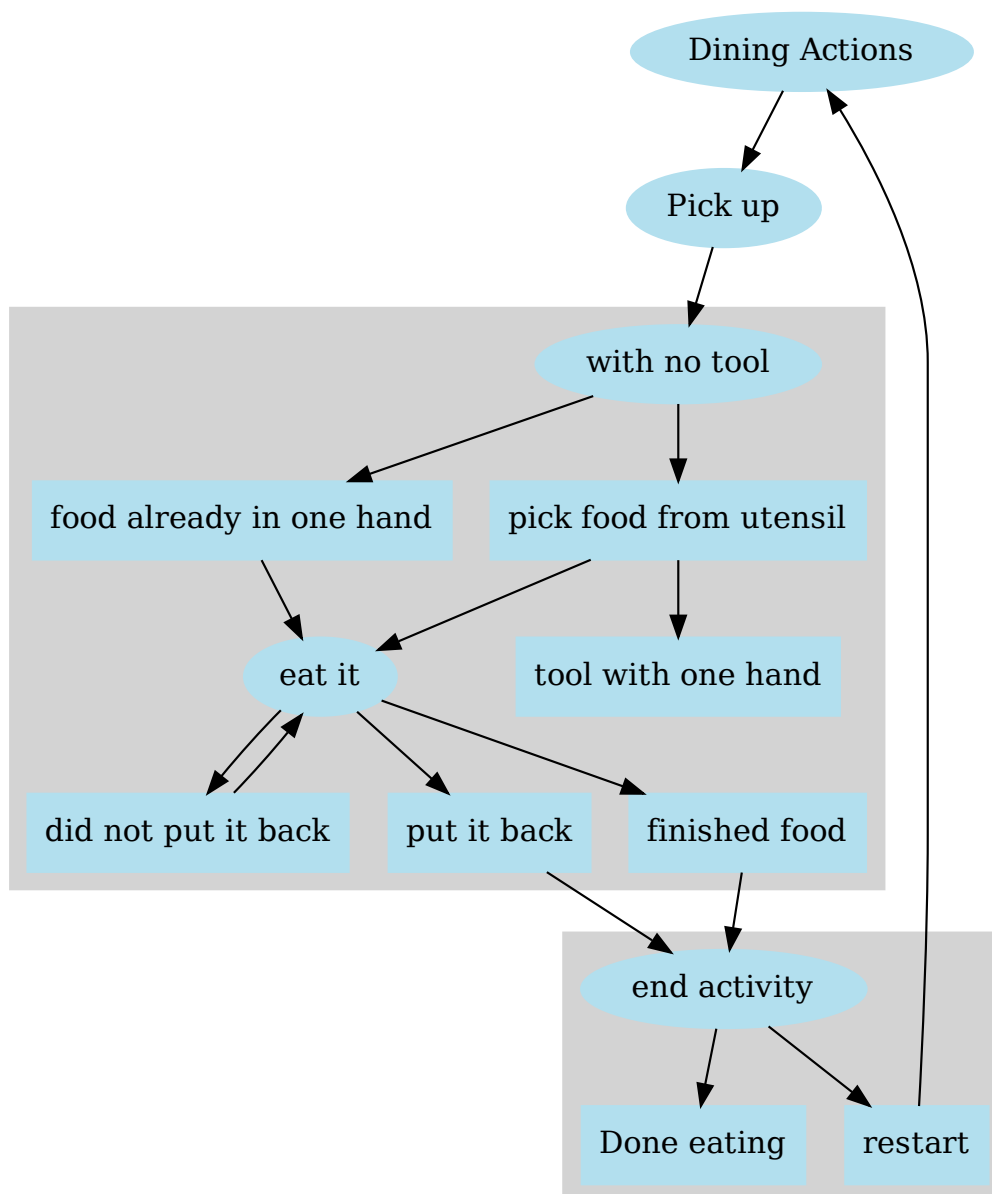 Dining Actions
Pick up
with no tool
food already in one hand
pick food from utensil
eat it
tool with one hand
did not put it back
put it back
finished food
end activity
Done eating
restart